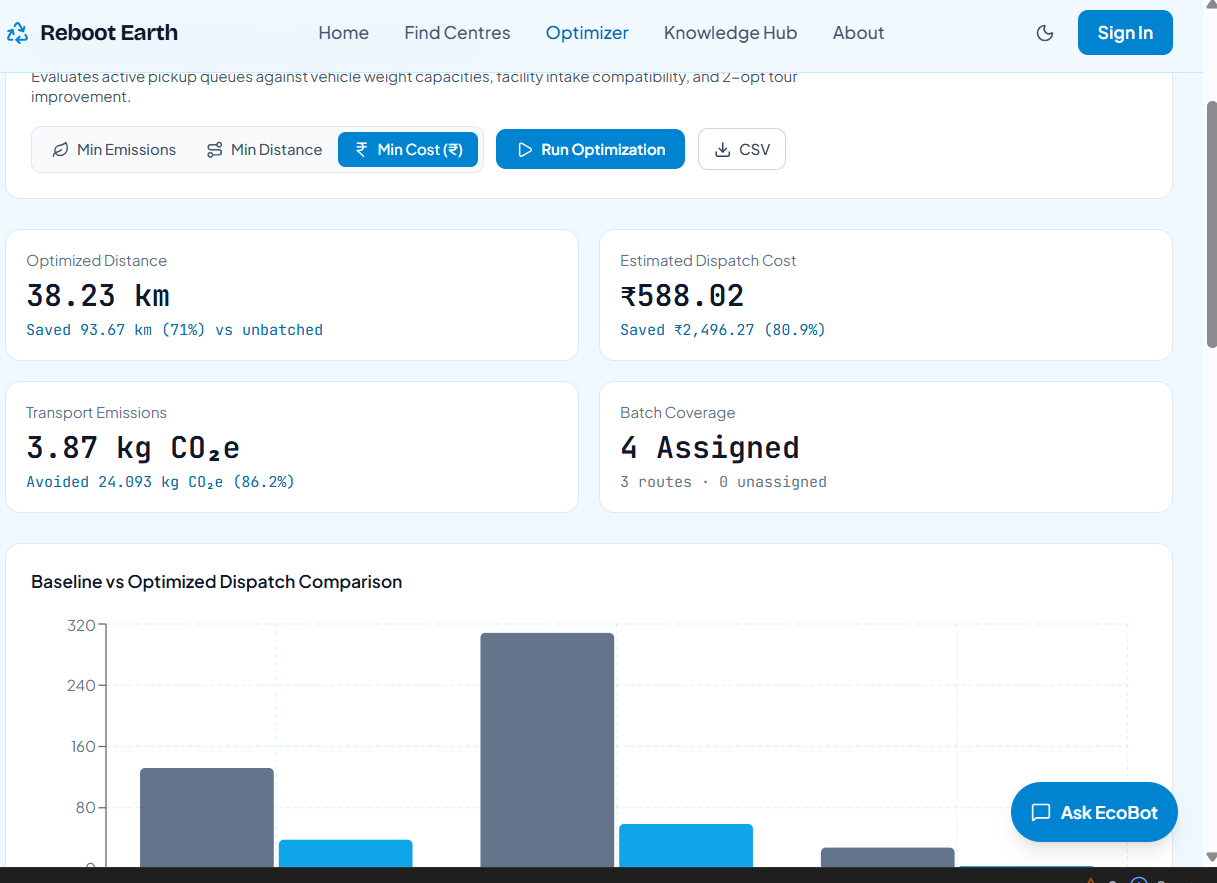 Reboot Earth
Home
Find Centres
Optimizer
Knowledge Hub
About
Sign In
Evaluates active pickup queues against vehicle weight capacities, facility intake compatibility, and 2-opt tour
improvement.
Min Emissions
Min Distance
₹ Min Cost (₹)
Run Optimization
CSV
Optimized Distance
38.23 km
Saved 93.67 km (71%) vs unbatched
Estimated Dispatch Cost
₹588.02
Saved ₹2,496.27 (80.9%)
Transport Emissions
3.87 kg CO₂e
Avoided 24.093 kg CO₂e (86.2%)
Batch Coverage
4 Assigned
3 routes · 0 unassigned
Baseline vs Optimized Dispatch Comparison
320
240
160
80
0
Ask EcoBot